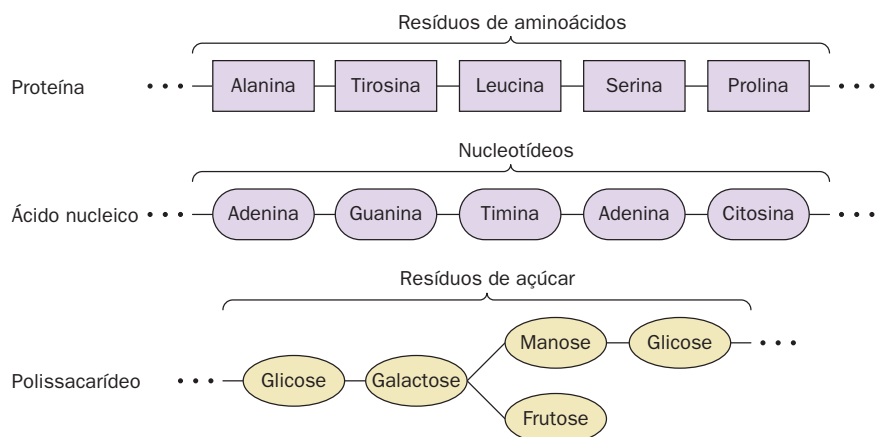 Resíduos de aminoácidos
Proteína ••• Alanina Tirosina Leucina Serina Prolina •••
Nucleotídeos
Ácido nucleico ••• Adenina Guanina Timina Adenina Citosina •••
Resíduos de açúcar
Manose Glicose •••
Polissacarídeo ••• Glicose Galactose
Frutose